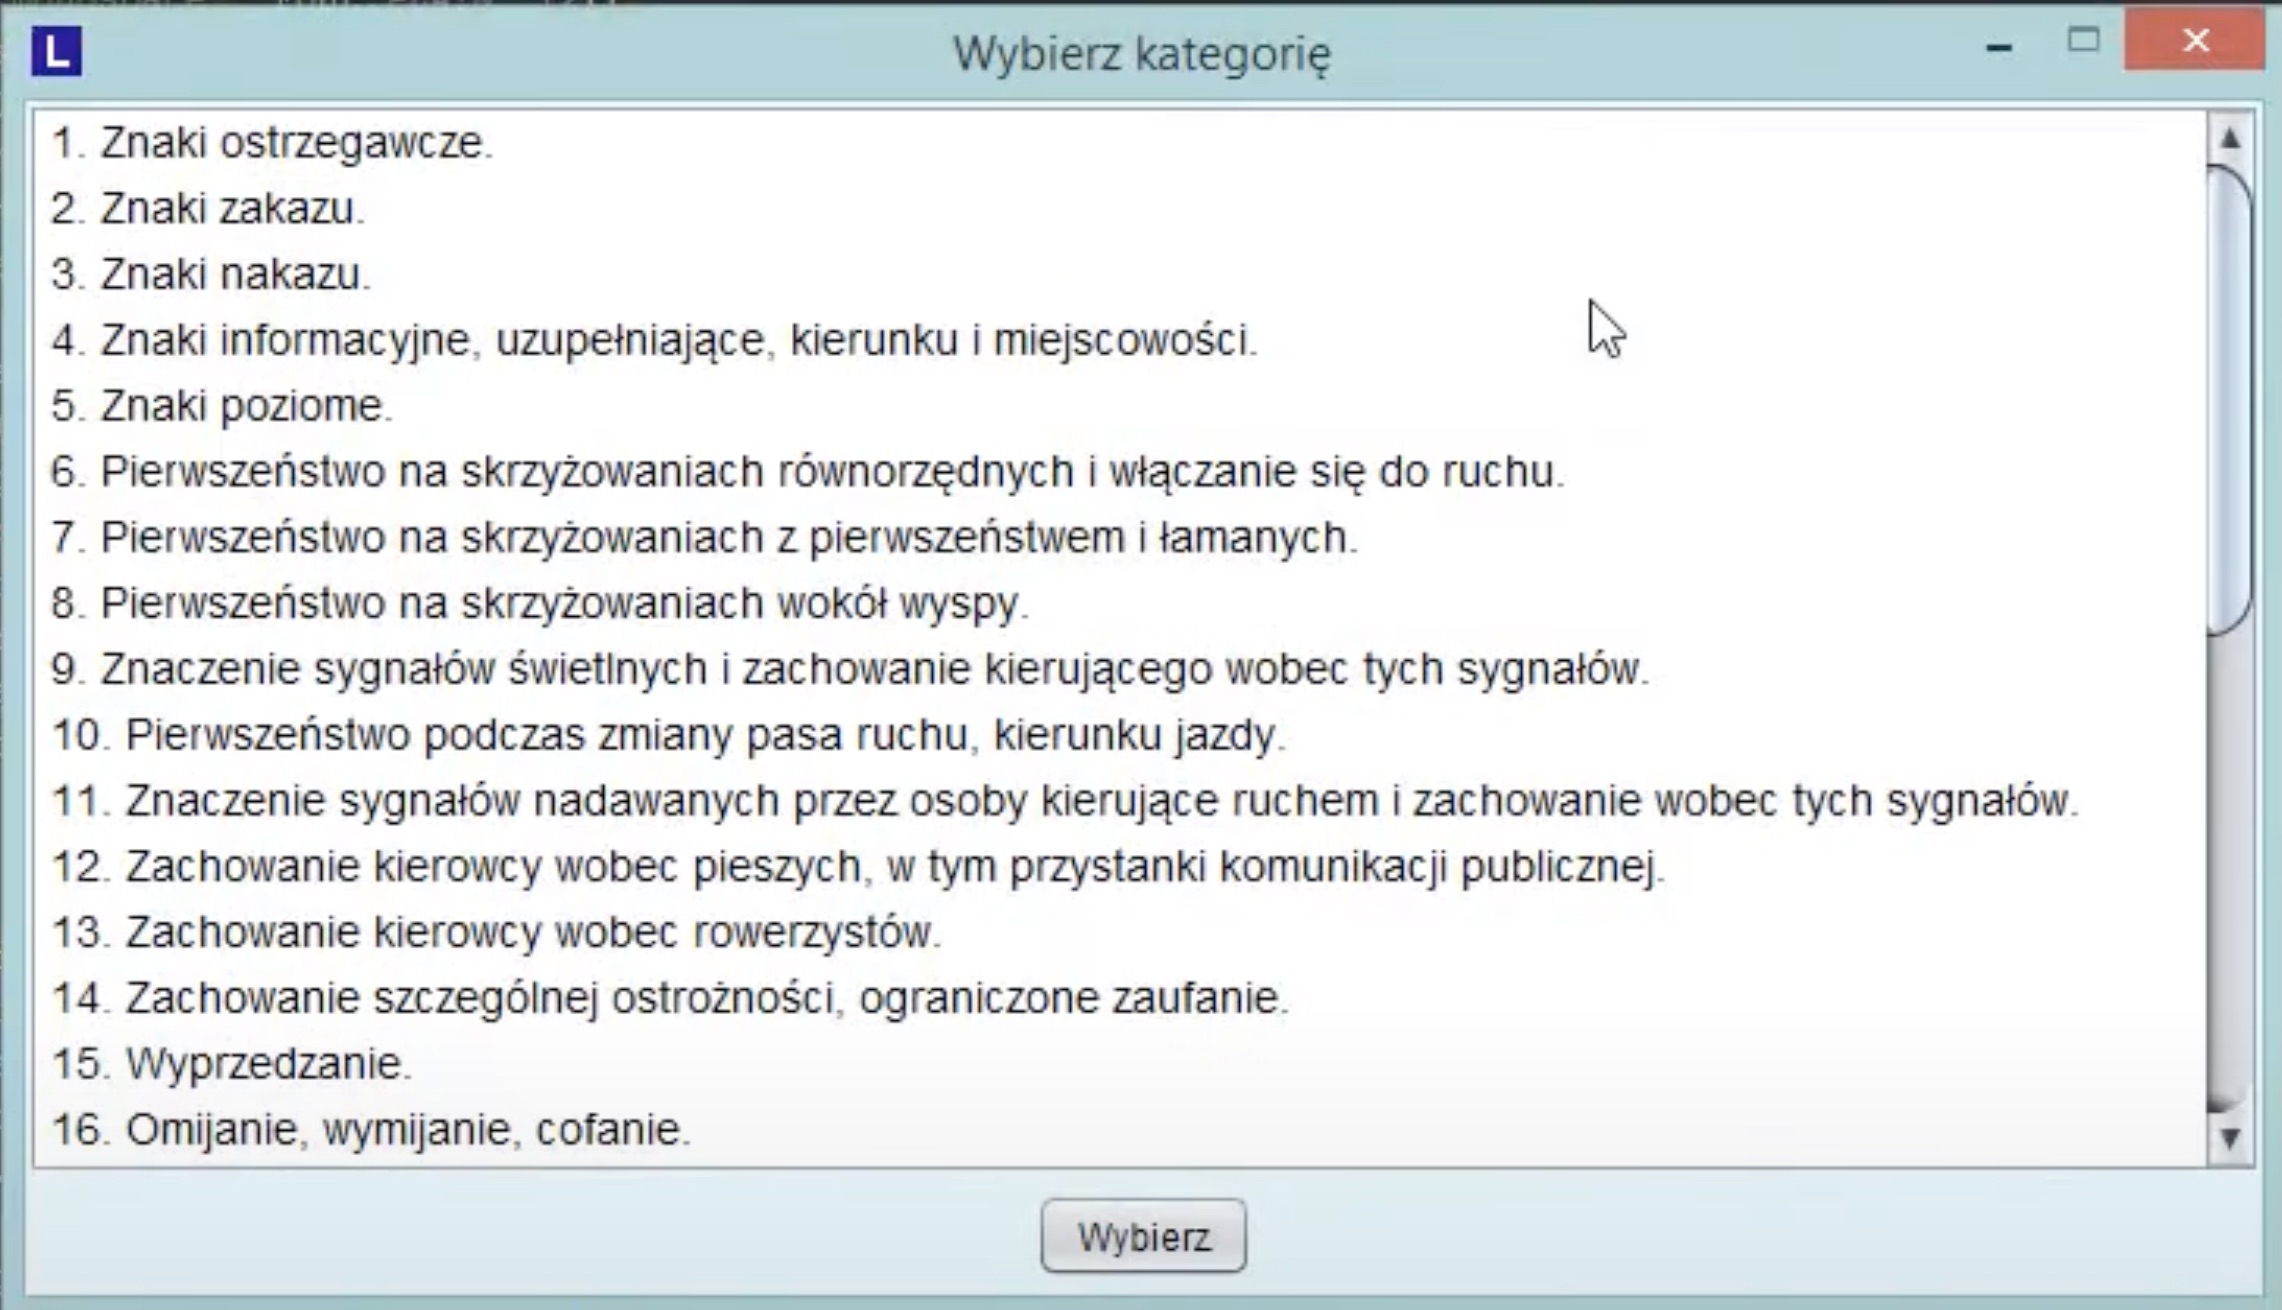 L
Wybierz kategorię
1. Znaki ostrzegawcze.
2. Znaki zakazu.
3. Znaki nakazu.
4. Znaki informacyjne, uzupełniające, kierunku i miejscowości.
5. Znaki poziome.
6. Pierwszeństwo na skrzyżowaniach równorzędnych i włączanie się do ruchu.
7. Pierwszeństwo na skrzyżowaniach z pierwszeństwem i łamanych.
8. Pierwszeństwo na skrzyżowaniach wokół wyspy.
9. Znaczenie sygnałów świetlnych i zachowanie kierującego wobec tych sygnałów.
10. Pierwszeństwo podczas zmiany pasa ruchu, kierunku jazdy.
11. Znaczenie sygnałów nadawanych przez osoby kierujące ruchem i zachowanie wobec tych sygnałów.
12. Zachowanie kierowcy wobec pieszych, w tym przystanki komunikacji publicznej.
13. Zachowanie kierowcy wobec rowerzystów.
14. Zachowanie szczególnej ostrożności, ograniczone zaufanie.
15. Wyprzedzanie.
16. Omijanie, wymijanie, cofanie.
Wybierz